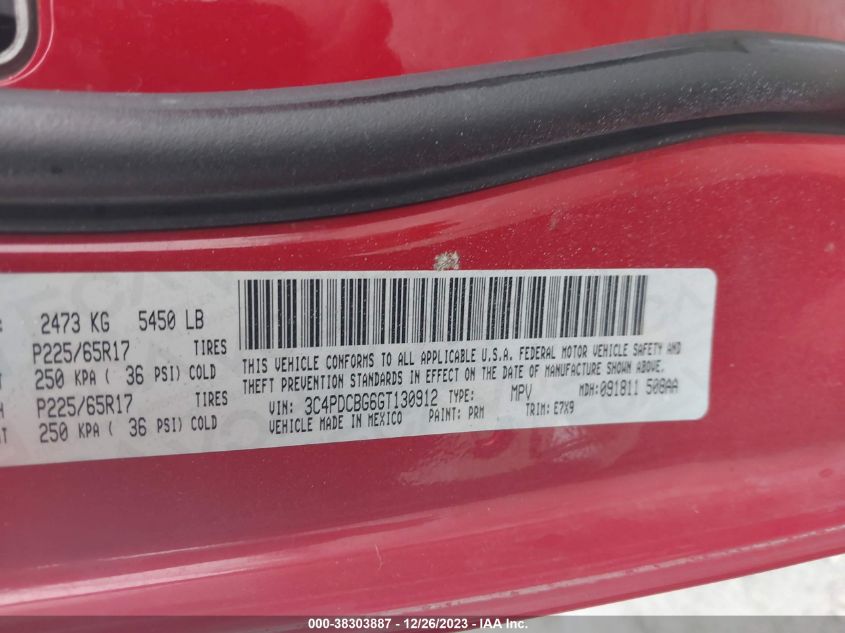 : 2473 KG 5450 LB
P225/65R17 TIRES
250 KPA ( 36 PSI) COLD
P225/65R17 TIRES
250 KPA ( 36 PSI) COLD
THIS VEHICLE CONFORMS TO ALL APPLICABLE U.S.A. FEDERAL MOTOR VEHICLE SAFETY AND
THEFT PREVENTION STANDARDS IN EFFECT ON THE DATE OF MANUFACTURE SHOWN ABOVE.
VIN: 3C4PDCBG6GT130912 TYPE: MPV MDH: 091811 508AA
VEHICLE MADE IN MEXICO PAINT: PRM TRIM: E7X9
000-38303887 - 12/26/2023 - IAA Inc.